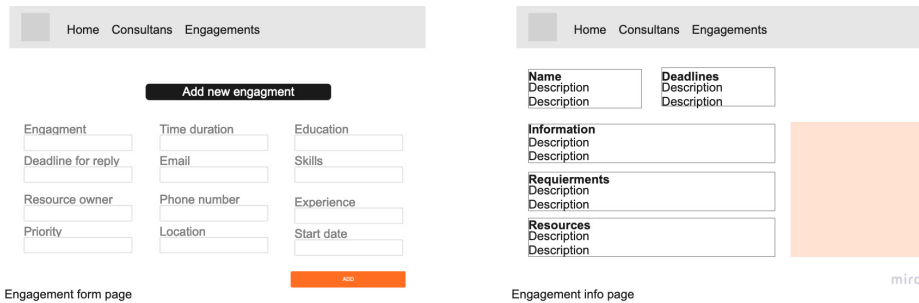 Home Consultans Engagements
Add new engagment
Engagment Time duration Education
Deadline for reply Email Skills
Resource owner Phone number Experience
Priority Location Start date
ADD
Engagement form page
Home Consultans Engagements
Name
Description
Description
Deadlines
Description
Description
Information
Description
Description
Requierments
Description
Description
Resources
Description
Description
Engagement info page
miro